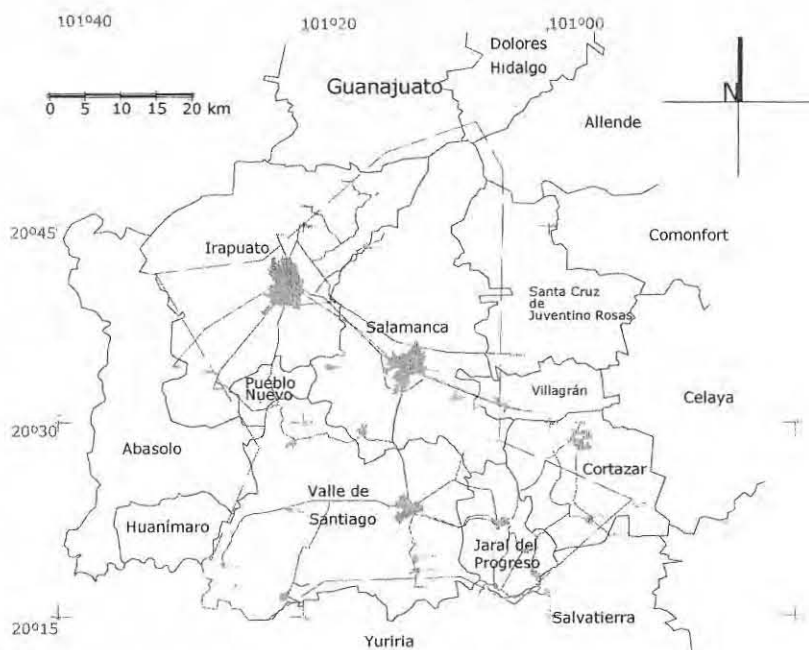 101º40
101º20
101º00
Dolores
Hidalgo
Guanajuato
0 5 10 15 20 km
N
Allende
20º45
Irapuato
Comonfort
Santa Cruz
de
Juventino Rosas
Salamanca
Pueblo
Nuevo
Villagrán
Celaya
20º30
Abasolo
Cortazar
Valle de
Santiago
Huanímaro
Jaral del
Progreso
Salvatierra
20º15
Yuriria